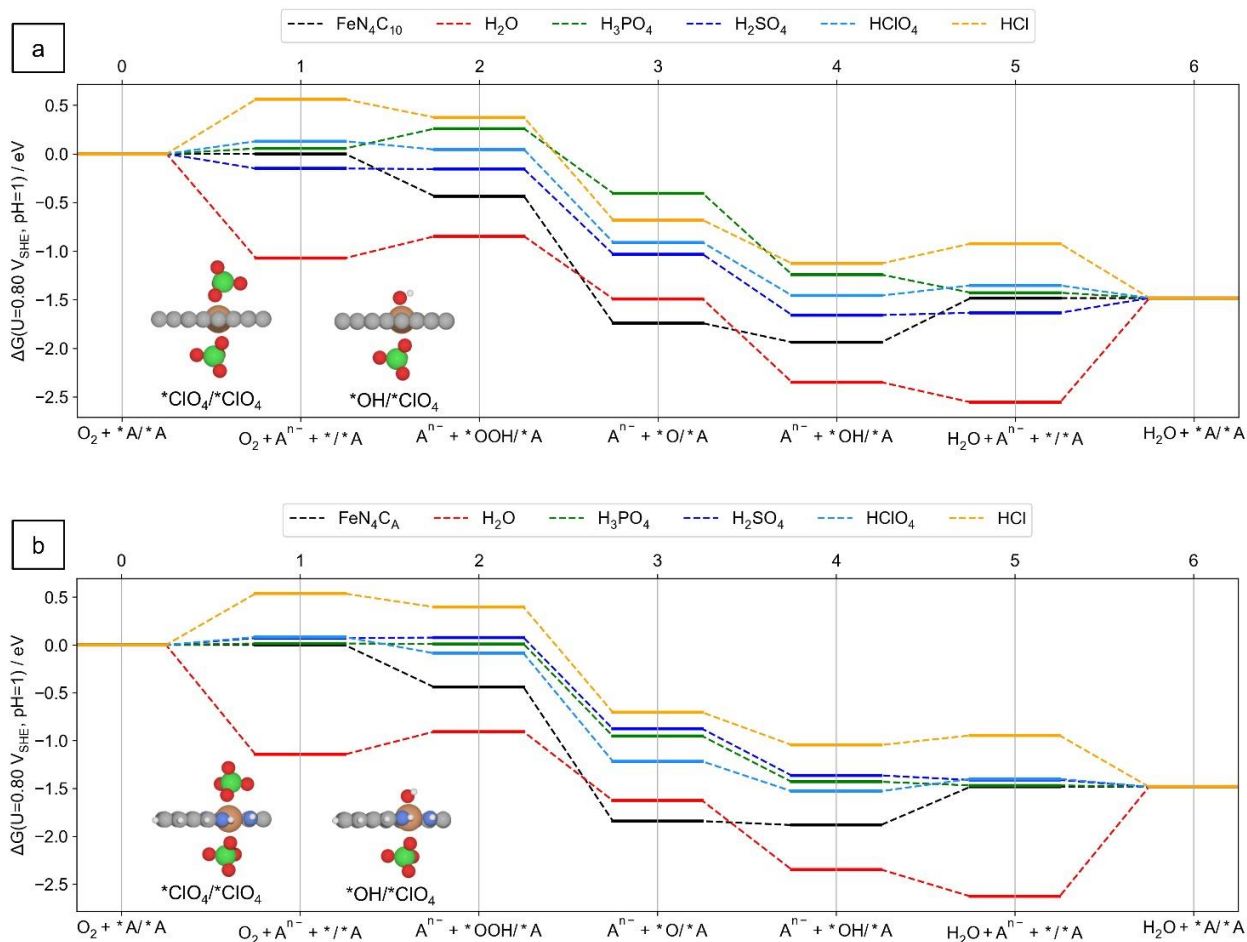 FeN₄C₁₀ H₂O H₃PO₄ H₂SO₄ HClO₄ HCl
a
0 1 2 3 4 5 6
ΔG(U=0.80 V_SHE, pH=1) / eV
0.5
0.0
−0.5
−1.0
−1.5
−2.0
−2.5
*ClO₄/*ClO₄ *OH/*ClO₄
O₂ + *A/*A O₂ + Aⁿ⁻ + */*A Aⁿ⁻ + *OOH/*A Aⁿ⁻ + *O/*A Aⁿ⁻ + *OH/*A H₂O + Aⁿ⁻ + */*A H₂O + *A/*A
FeN₄C_A H₂O H₃PO₄ H₂SO₄ HClO₄ HCl
b
0 1 2 3 4 5 6
ΔG(U=0.80 V_SHE, pH=1) / eV
0.5
0.0
−0.5
−1.0
−1.5
−2.0
−2.5
*ClO₄/*ClO₄ *OH/*ClO₄
O₂ + *A/*A O₂ + Aⁿ⁻ + */*A Aⁿ⁻ + *OOH/*A Aⁿ⁻ + *O/*A Aⁿ⁻ + *OH/*A H₂O + Aⁿ⁻ + */*A H₂O + *A/*A